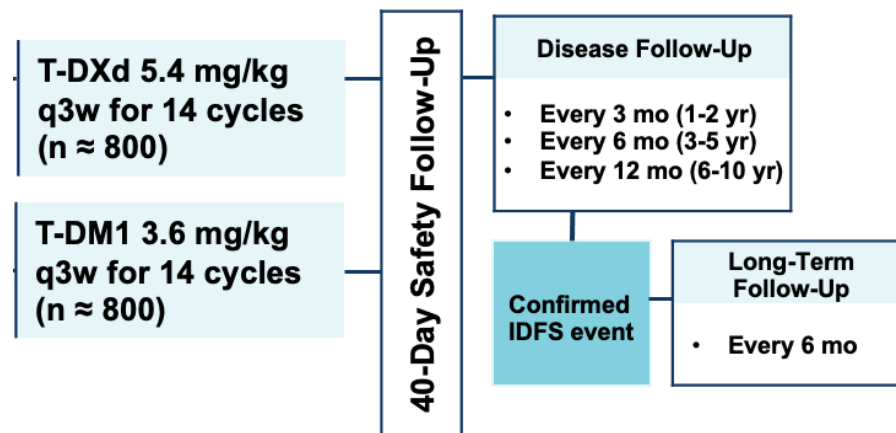 T-DXd 5.4 mg/kg
q3w for 14 cycles
(n ≈ 800)
T-DM1 3.6 mg/kg
q3w for 14 cycles
(n ≈ 800)
40-Day Safety Follow-Up
Disease Follow-Up
• Every 3 mo (1-2 yr)
• Every 6 mo (3-5 yr)
• Every 12 mo (6-10 yr)
Confirmed
IDFS event
Long-Term
Follow-Up
• Every 6 mo